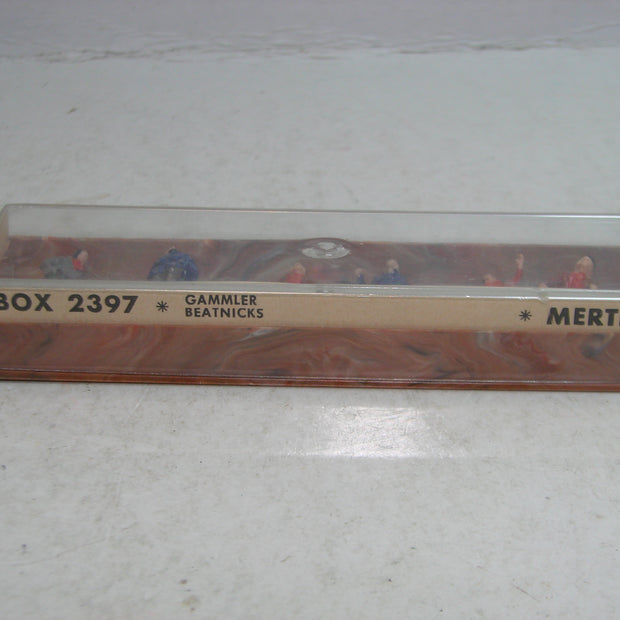 BOX 2397 * GAMMLER
BEATNICKS
* MERT